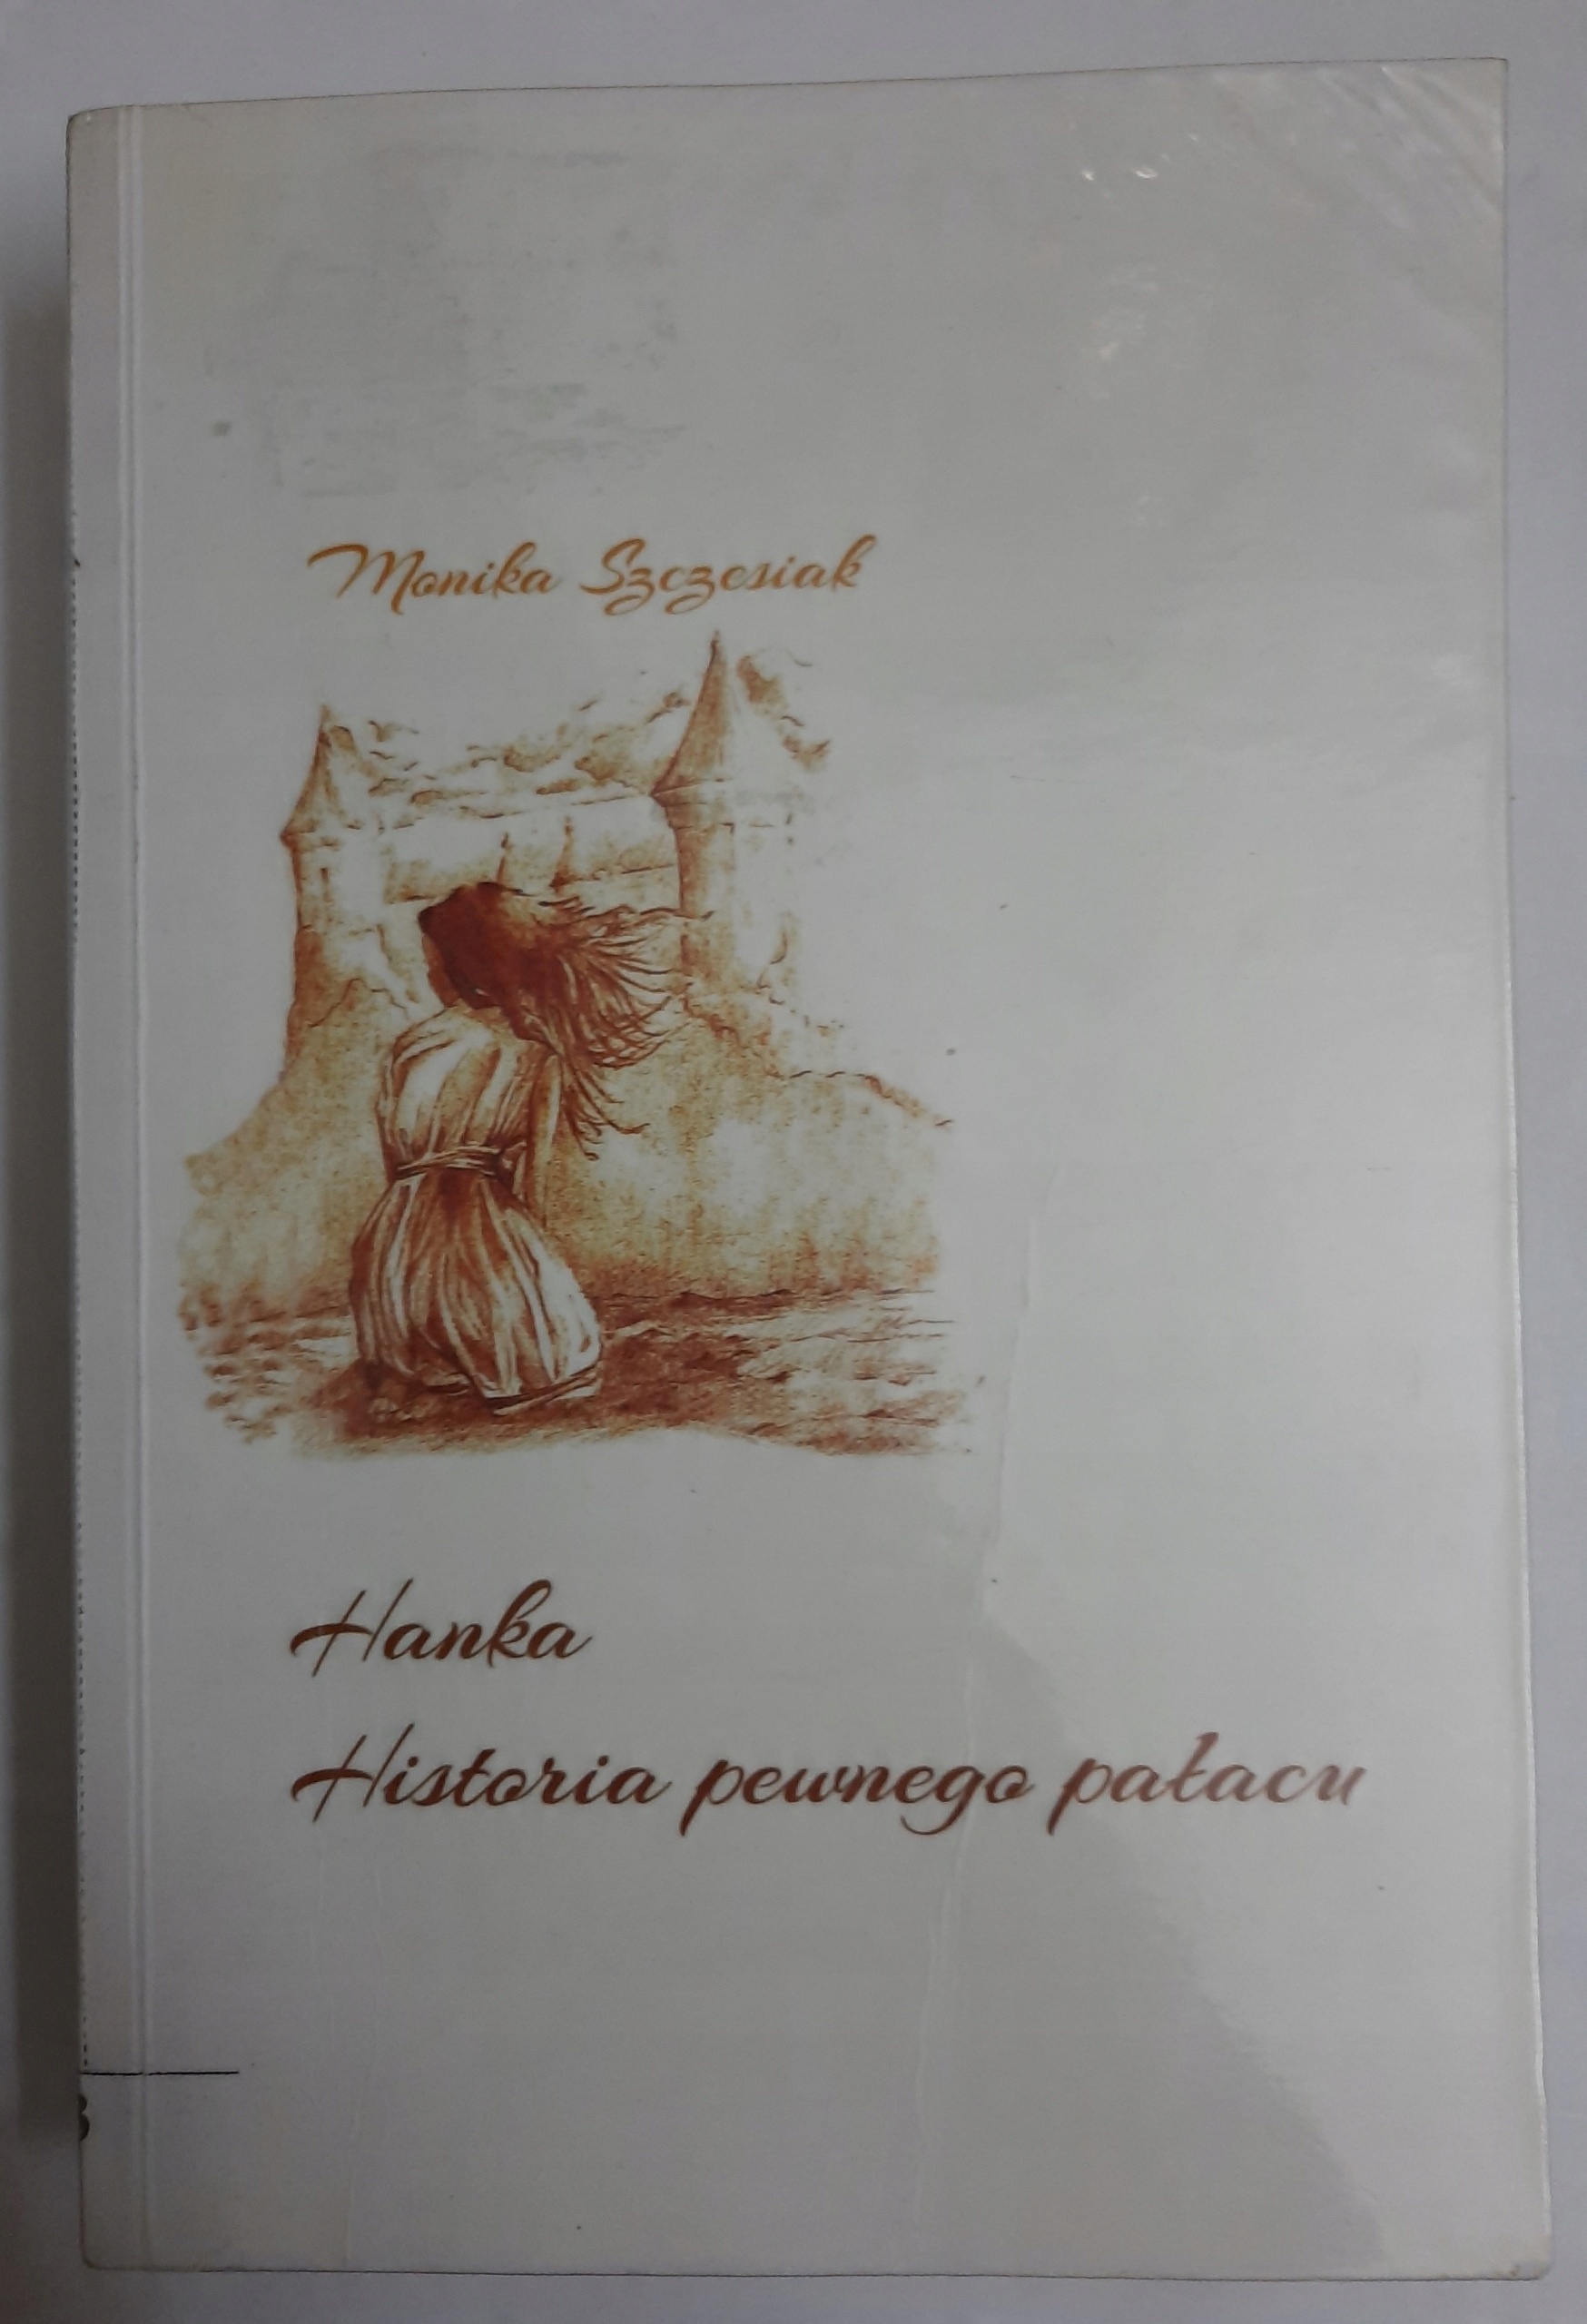 Monika Szczesiak
Hanka
Historia pewnego pałacu